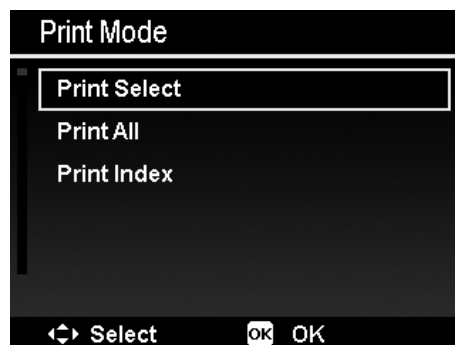 Print Mode
Print Select
Print All
Print Index
Select OK OK